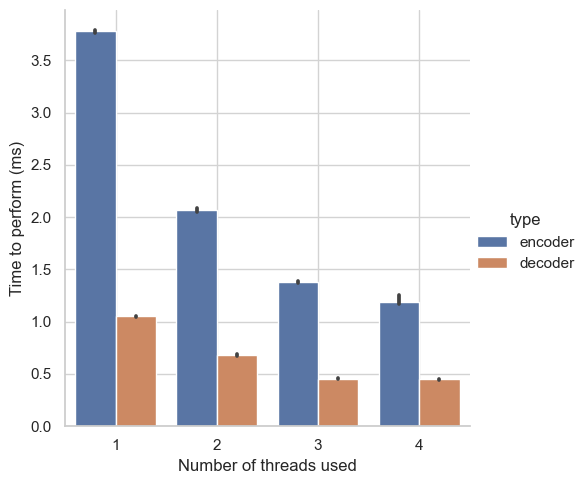 3.5
3.0
2.5
2.0
1.5
1.0
0.5
0.0
Time to perform (ms)
1 2 3 4
Number of threads used
type
encoder
decoder